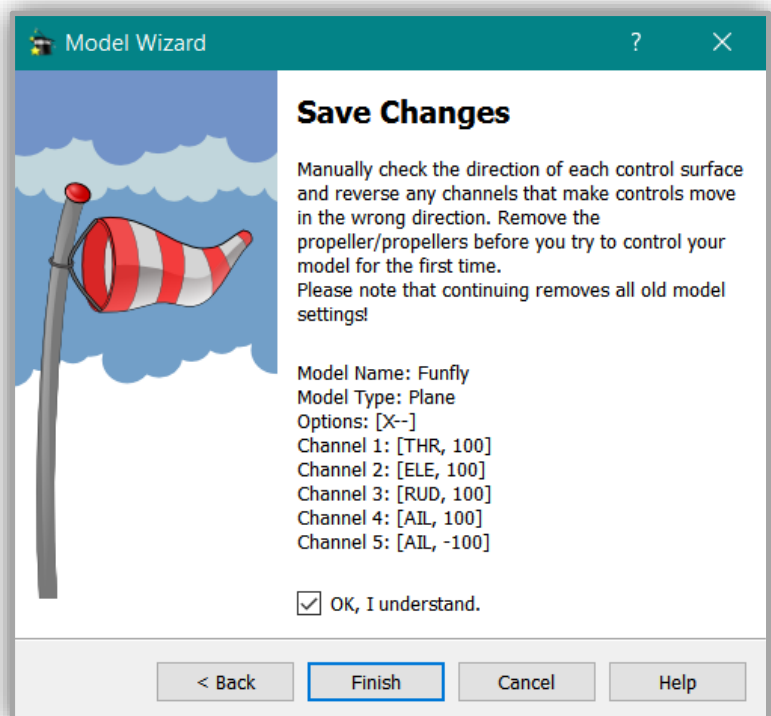 Model Wizard
?
Save Changes
Manually check the direction of each control surface
and reverse any channels that make controls move
in the wrong direction. Remove the
propeller/propellers before you try to control your
model for the first time.
Please note that continuing removes all old model
settings!
Model Name: Funfly
Model Type: Plane
Options: [X--]
Channel 1: [THR, 100]
Channel 2: [ELE, 100]
Channel 3: [RUD, 100]
Channel 4: [AIL, 100]
Channel 5: [AIL, -100]
OK, I understand.
< Back Finish Cancel Help